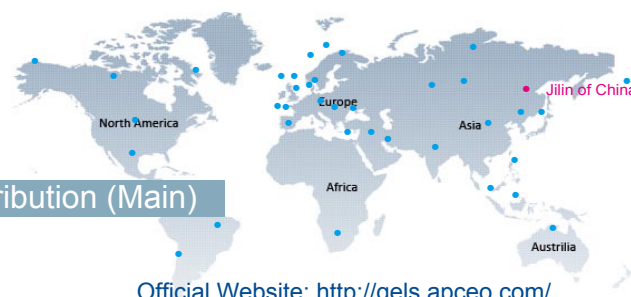 Jilin of China
Europe
North America
Asia
Africa
ribution (Main)
Austrilia
Official Website: http://gels.apceo.com/